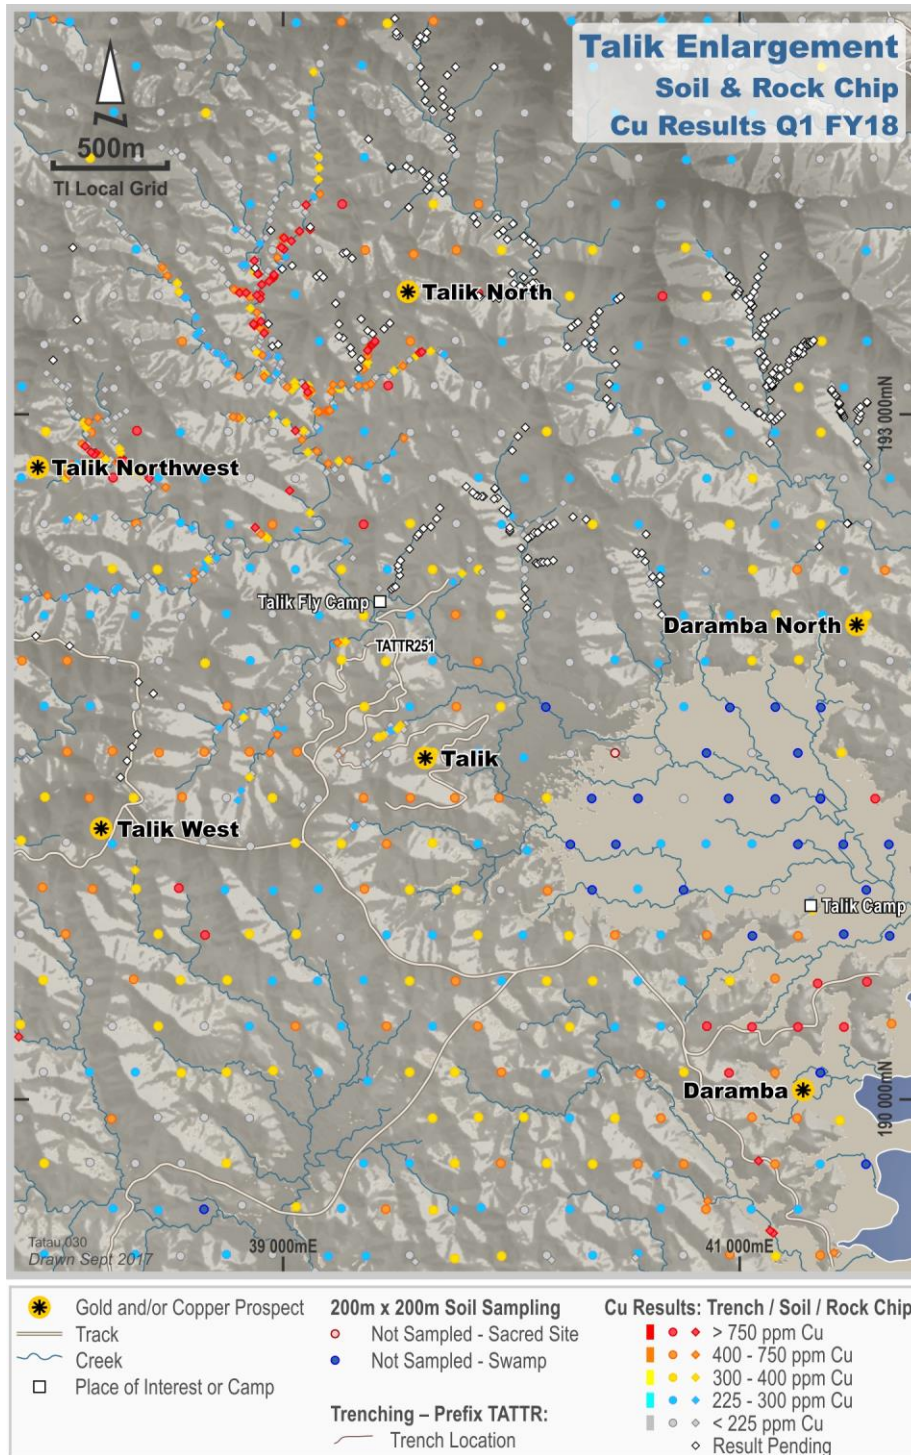 Talik Enlargement
Soil & Rock Chip
Cu Results Q1 FY18
500m
TI Local Grid
Talik North
193 000mN
Talik Northwest
Talik Fly Camp
Daramba North
TATTR251
Talik
Talik West
Talik Camp
Daramba
190 000mN
Tatau 030
Drawn Sept 2017
39 000mE
41 000mE
Gold and/or Copper Prospect
Track
Creek
Place of Interest or Camp
200m x 200m Soil Sampling
Not Sampled - Sacred Site
Not Sampled - Swamp
Trenching – Prefix TATTR:
Trench Location
Cu Results: Trench / Soil / Rock Chip
> 750 ppm Cu
400 - 750 ppm Cu
300 - 400 ppm Cu
225 - 300 ppm Cu
< 225 ppm Cu
Result Pending